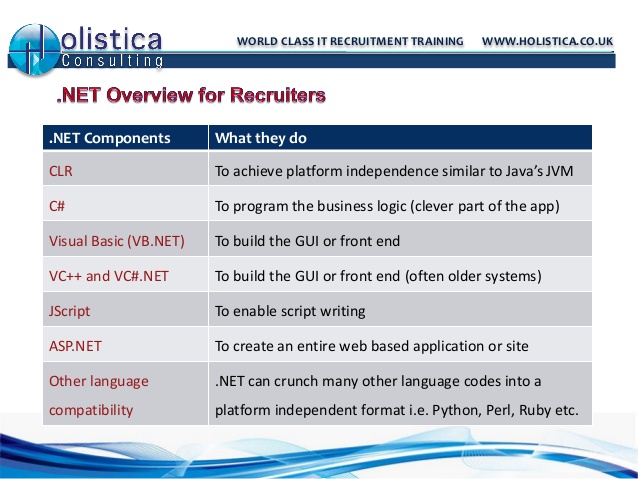 Holistica
Consulting
WORLD CLASS IT RECRUITMENT TRAINING WWW.HOLISTICA.CO.UK
.NET Overview for Recruiters
.NET Components What they do
CLR To achieve platform independence similar to Java's JVM
C# To program the business logic (clever part of the app)
Visual Basic (VB.NET) To build the GUI or front end
VC++ and VC#.NET To build the GUI or front end (often older systems)
JScript To enable script writing
ASP.NET To create an entire web based application or site
Other language .NET can crunch many other language codes into a
compatibility platform independent format i.e. Python, Perl, Ruby etc.